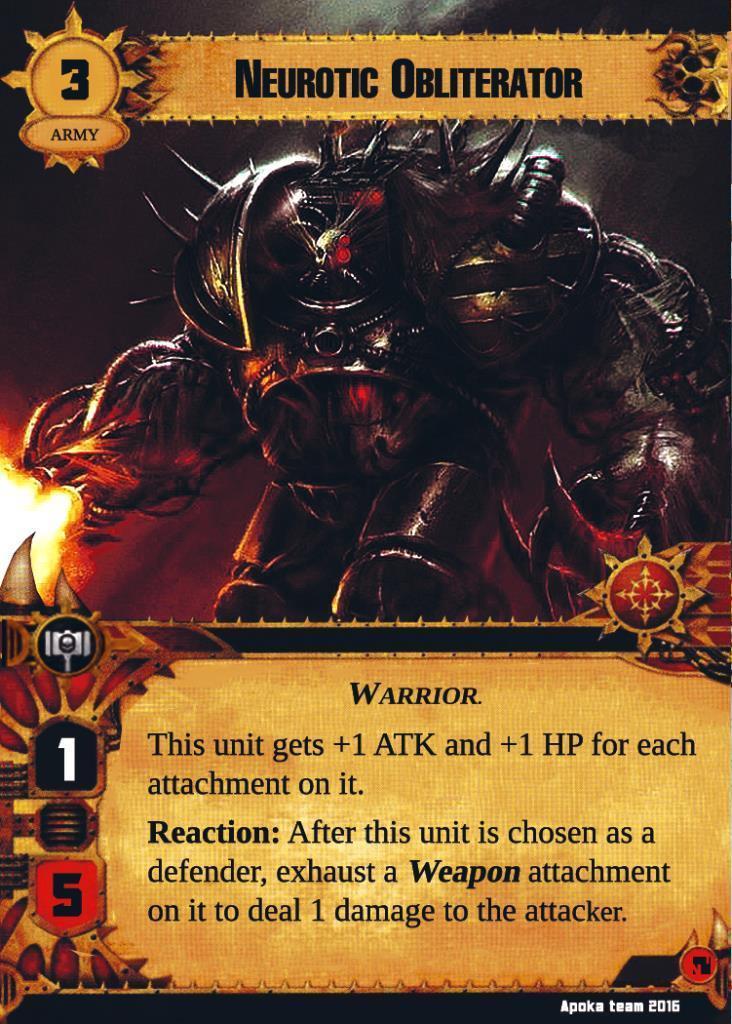 3
NEUROTIC OBLITERATOR
ARMY
WARRIOR.
1
This unit gets +1 ATK and +1 HP for each
attachment on it.
Reaction: After this unit is chosen as a
defender, exhaust a Weapon attachment
5
on it to deal 1 damage to the attacker.
Apoka team 2016